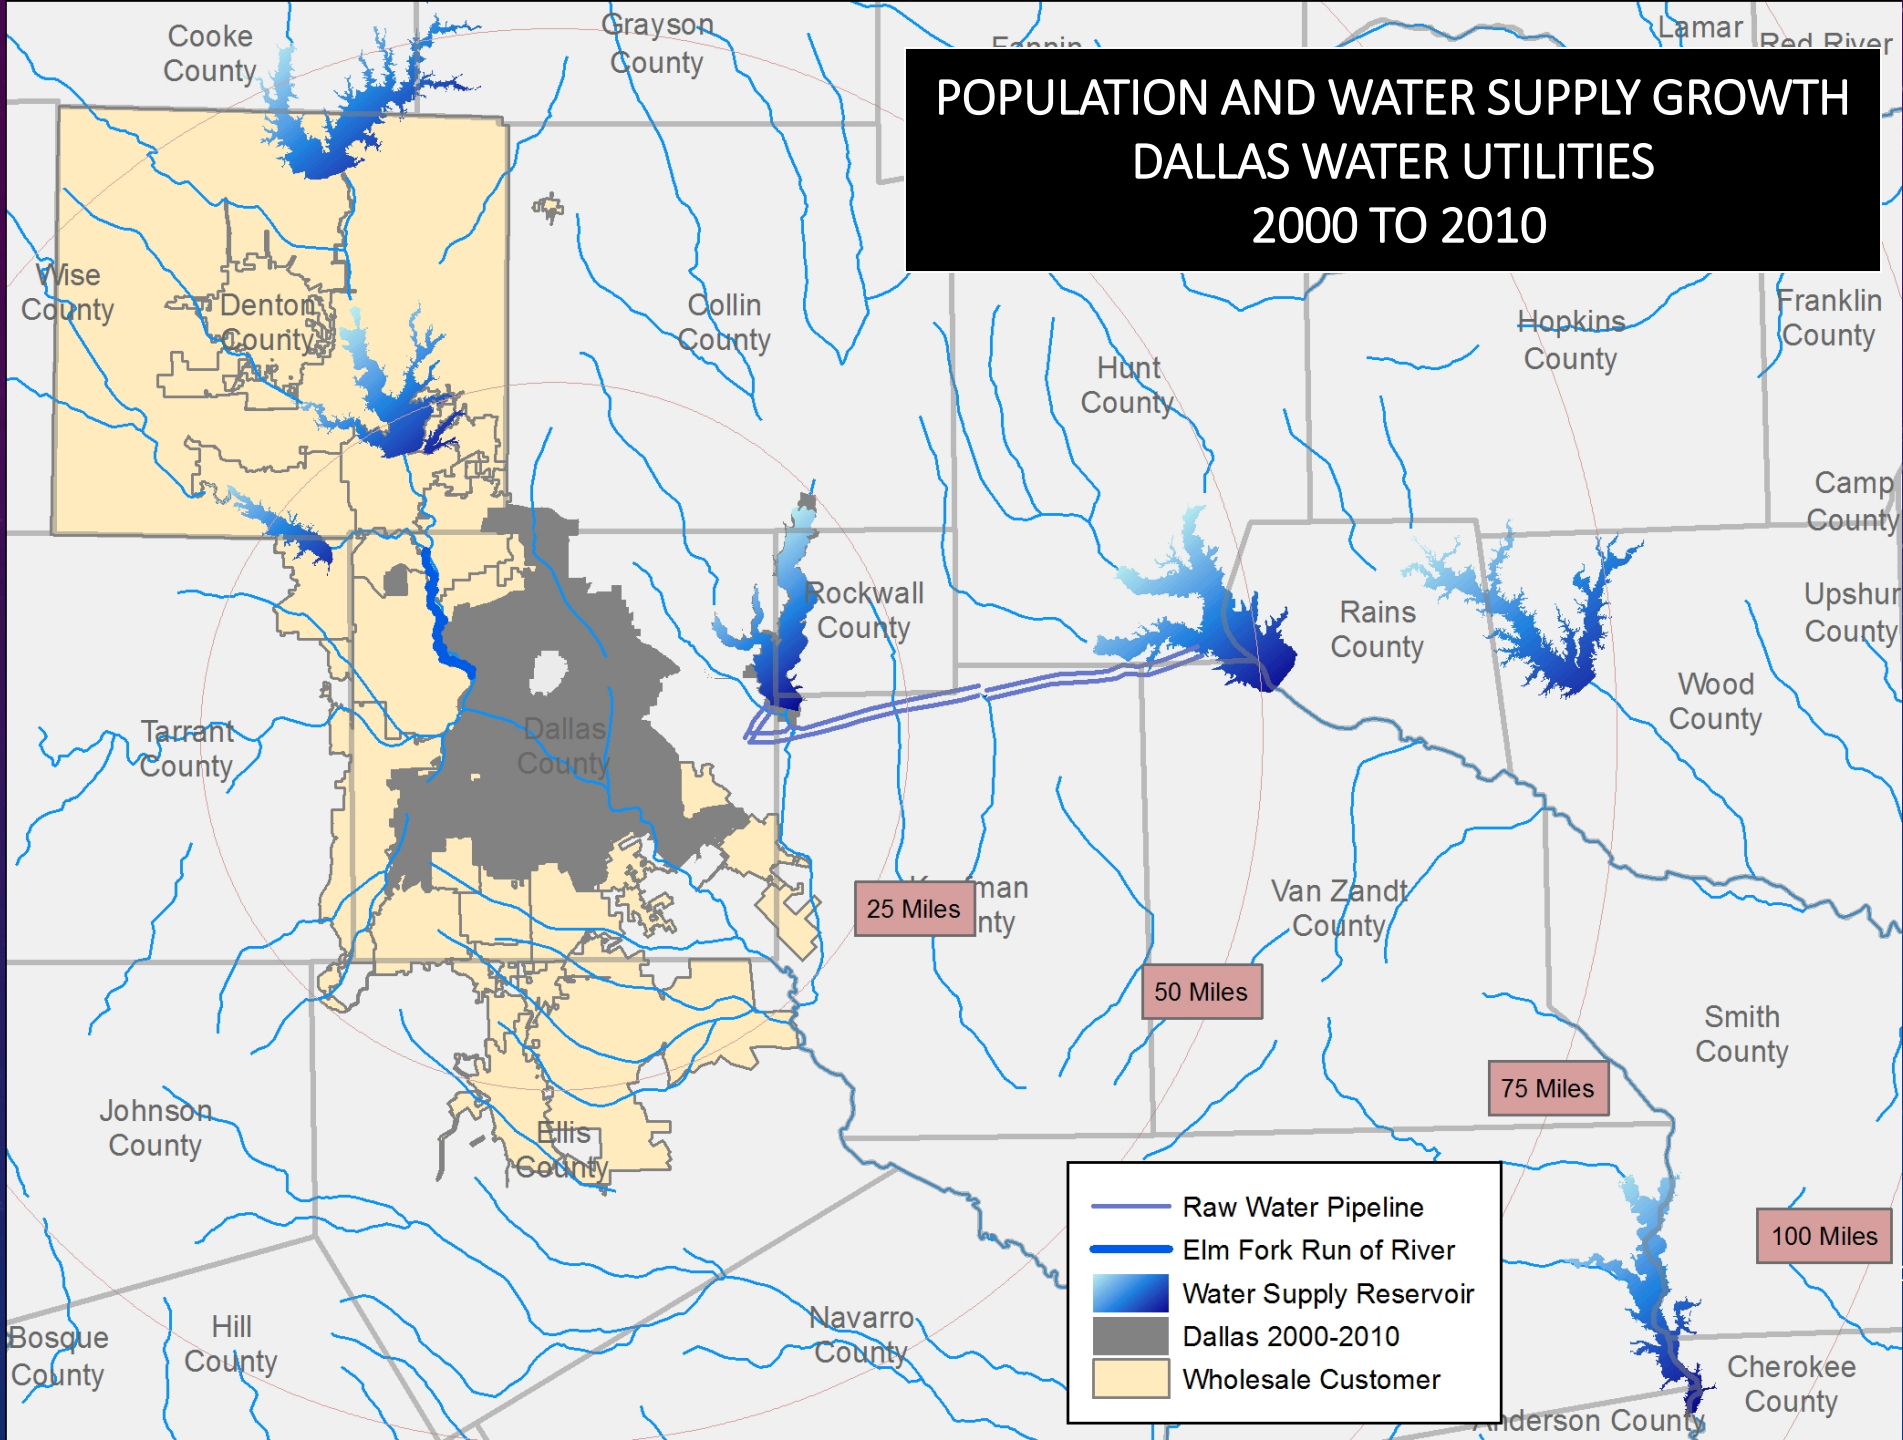 Cooke
County
Grayson
County
Fannin
Lamar
Red River
POPULATION AND WATER SUPPLY GROWTH
DALLAS WATER UTILITIES
2000 TO 2010
Wise
County
Denton
County
Collin
County
Hunt
County
Hopkins
County
Franklin
County
Camp
County
Rockwall
County
Rains
County
Upshur
County
Wood
County
Tarrant
County
Dallas
County
25 Miles
Van Zandt
County
50 Miles
Smith
County
75 Miles
Johnson
County
Ellis
County
100 Miles
Bosque
County
Hill
County
Navarro
County
Cherokee
County
Anderson County
Raw Water Pipeline
Elm Fork Run of River
Water Supply Reservoir
Dallas 2000-2010
Wholesale Customer